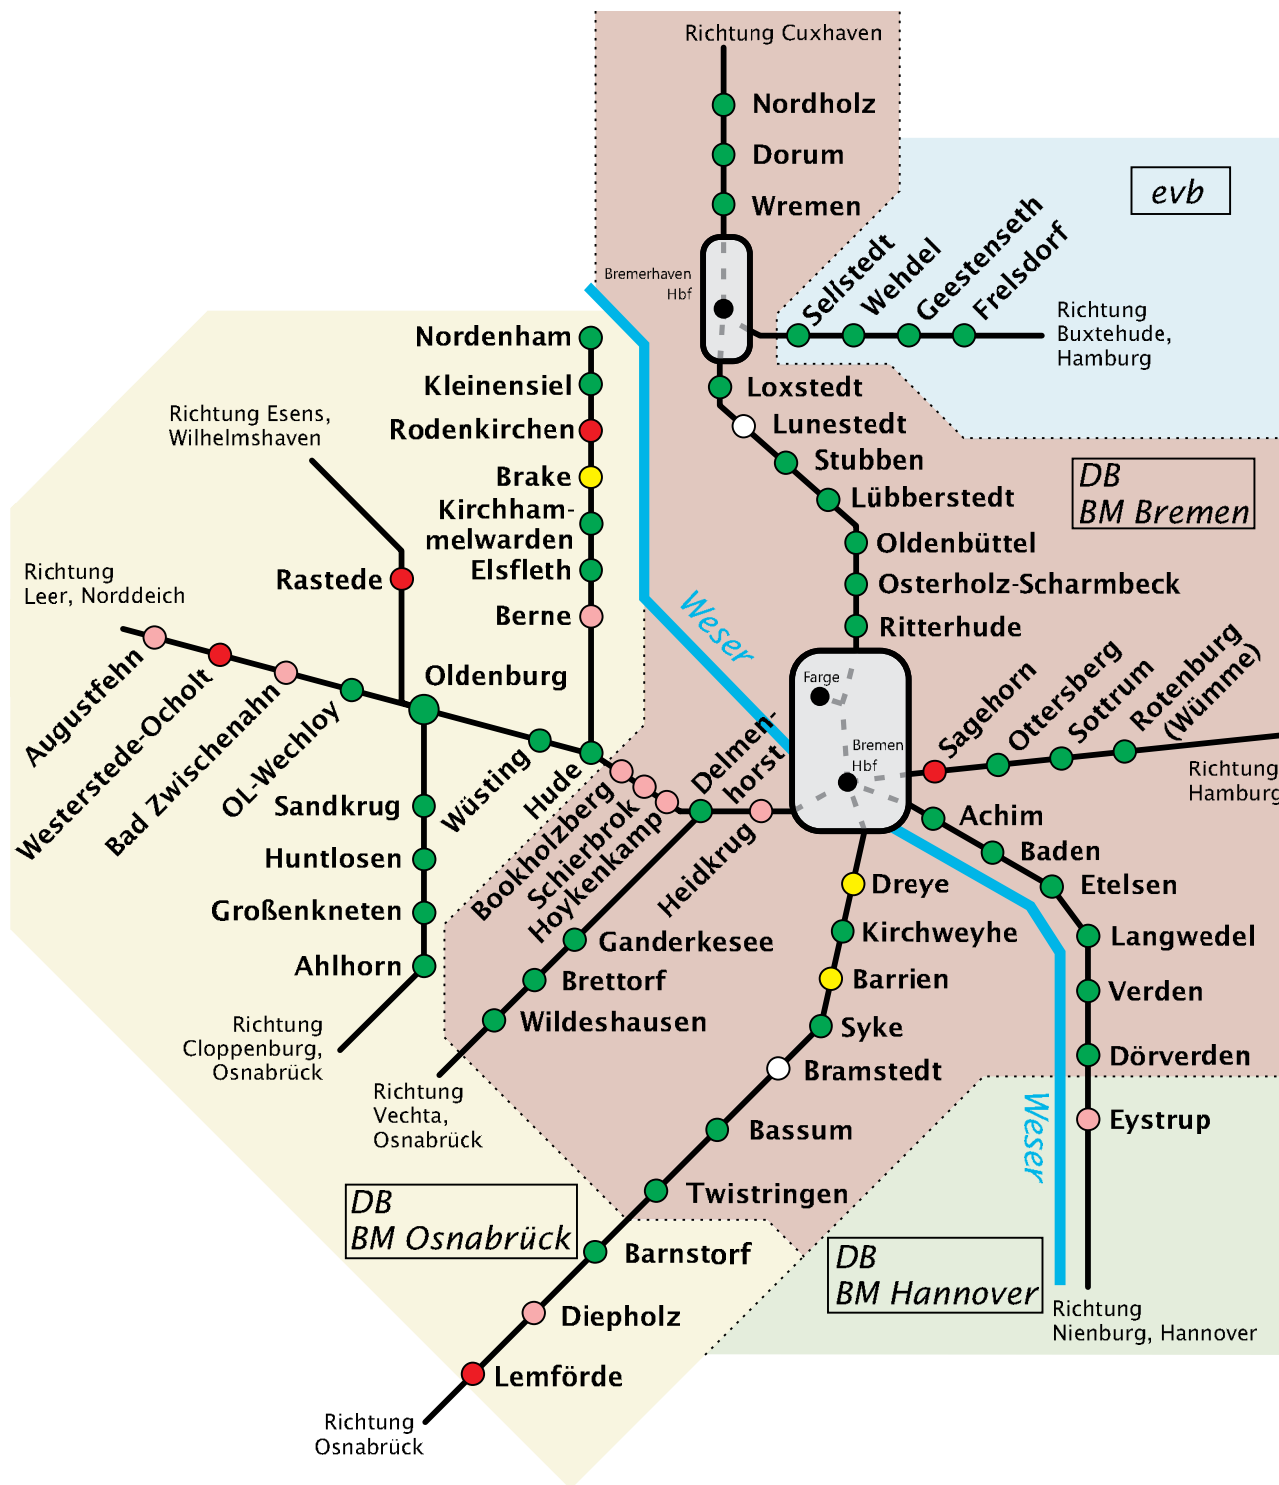 Richtung Cuxhaven
Nordholz
Dorum
Wremen
evb
Bremerhaven
Hbf
Sellstedt
Wehdel
Geestenseth
Frelsdorf
Richtung
Buxtehude,
Hamburg
Nordenham
Kleinensiel
Rodenkirchen
Brake
Kirchham-
melwarden
Elsfleth
Berne
Loxstedt
Lunestedt
Stubben
Lübberstedt
Oldenbüttel
Osterholz-Scharmbeck
Ritterhude
DB
BM Bremen
Richtung Esens,
Wilhelmshaven
Rastede
Richtung
Leer, Norddeich
Augustfehn
Westerstede-Ocholt
Bad Zwischenahn
OL-Wechloy
Oldenburg
Wüsting
Hude
Weser
Farge
Bremen
Hbf
Sagehorn
Ottersberg
Sottrum
Rotenburg
(Wümme)
Richtung
Hamburg
Bookholzberg
Schierbrok
Hoykenkamp
Delmen-
horst
Heidkrug
Sandkrug
Huntlosen
Großenkneten
Ahlhorn
Richtung
Cloppenburg,
Osnabrück
Ganderkesee
Brettorf
Wildeshausen
Richtung
Vechta,
Osnabrück
Dreye
Kirchweyhe
Barrien
Syke
Bramstedt
Bassum
Twistringen
Barnstorf
Diepholz
Lemförde
Richtung
Osnabrück
Achim
Baden
Etelsen
Langwedel
Verden
Dörverden
Eystrup
Weser
DB
BM Osnabrück
DB
BM Hannover
Richtung
Nienburg, Hannover